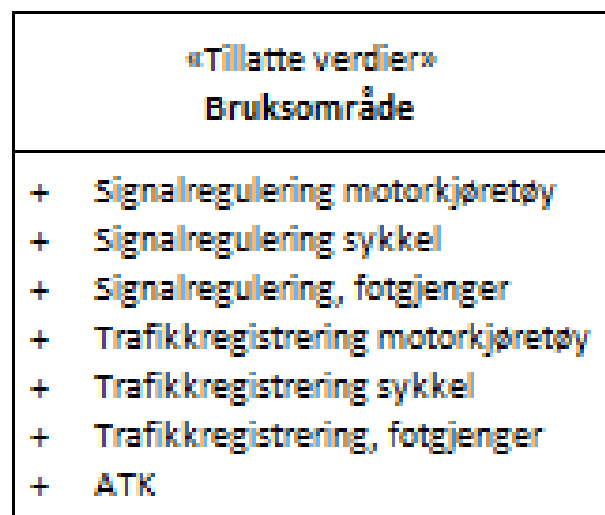 «Tillatte verdier»
Bruksområde
+ Signalregulering motorkjøretøy
+ Signalregulering sykkel
+ Signalregulering, fotgjenger
+ Trafikkregistrering motorkjøretøy
+ Trafikkregistrering sykkel
+ Trafikkregistrering, fotgjenger
+ ATK